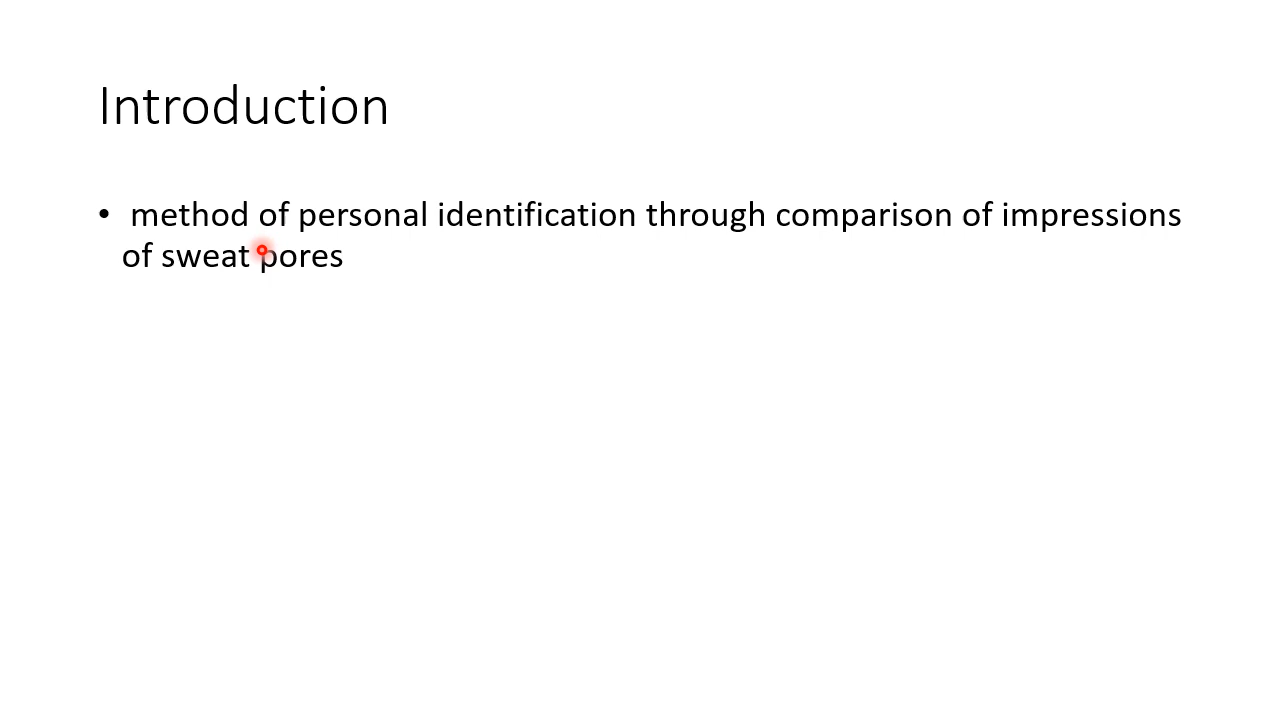 Introduction
• method of personal identification through comparison of impressions
of sweat pores